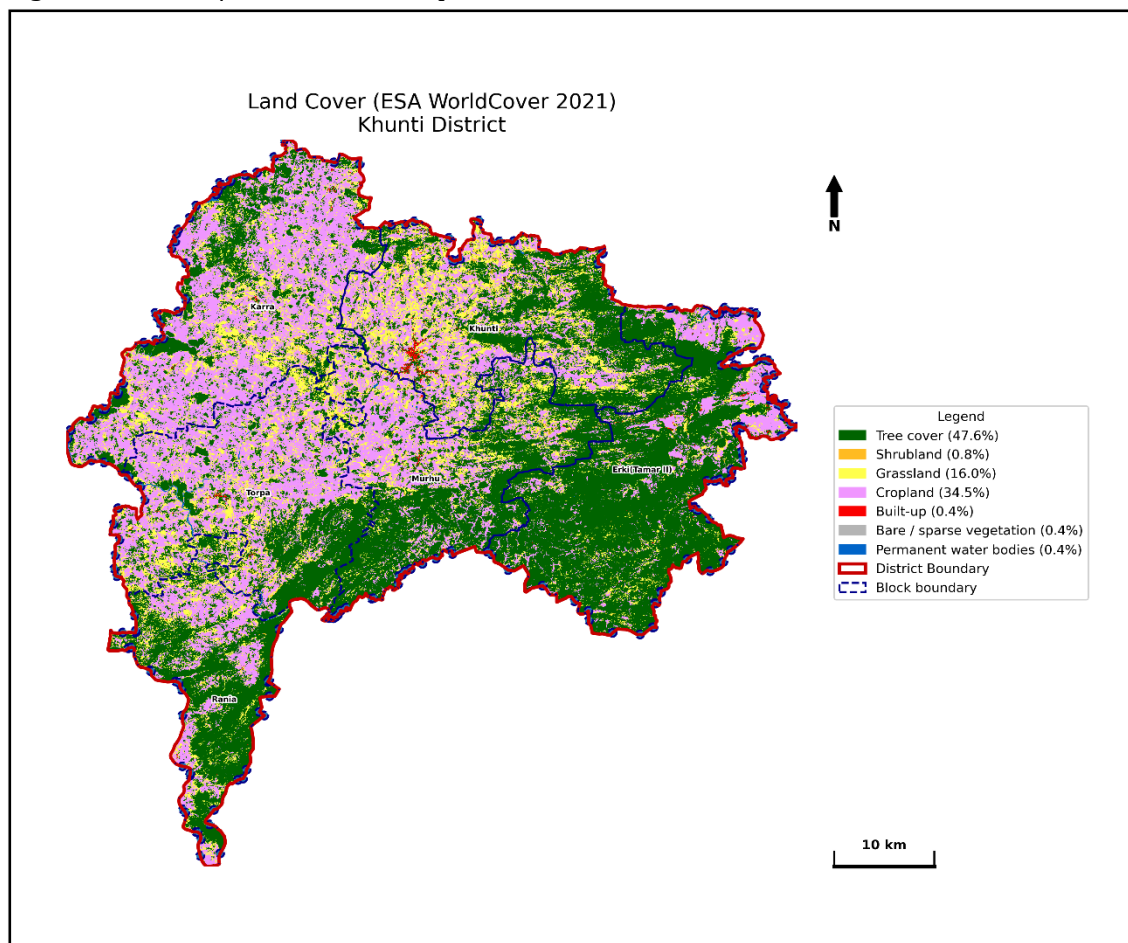 Land Cover (ESA WorldCover 2021)
Khunti District
N
Karra
Khunti
Erki(Tamar II)
Murhu
Torpa
Rania
Legend
Tree cover (47.6%)
Shrubland (0.8%)
Grassland (16.0%)
Cropland (34.5%)
Built-up (0.4%)
Bare / sparse vegetation (0.4%)
Permanent water bodies (0.4%)
District Boundary
Block boundary
10 km